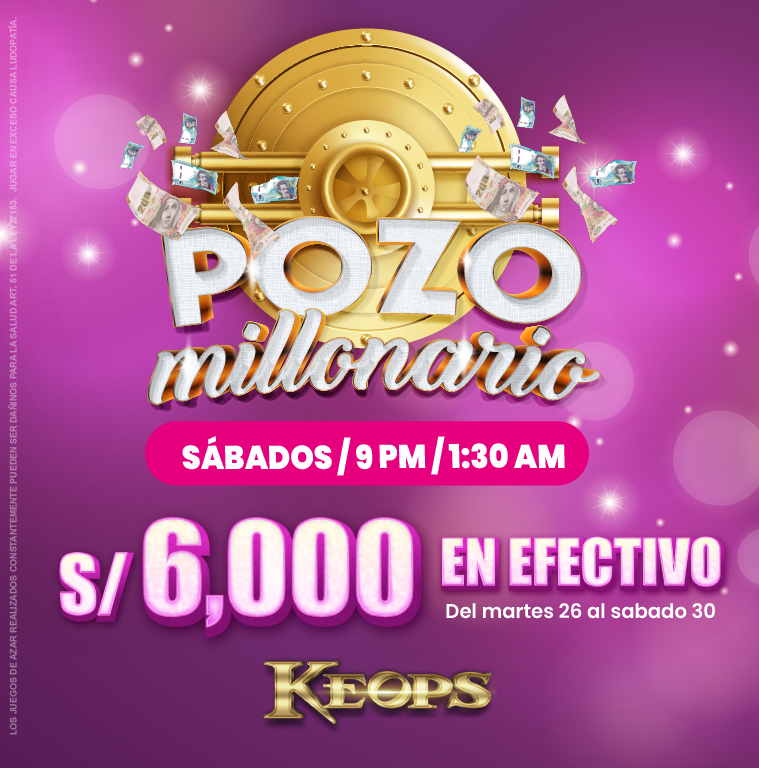 POZO
millonario
SÁBADOS / 9 PM / 1:30 AM
S/ 6,000 EN EFECTIVO
Del martes 26 al sabado 30
KEOPS
LOS JUEGOS DE AZAR REALIZADOS CONSTANTEMENTE PUEDEN SER DAÑINOS PARA LA SALUD ART. 51 DE LA LEY 27153. JUGAR EN EXCESO CAUSA LUDOPATÍA.